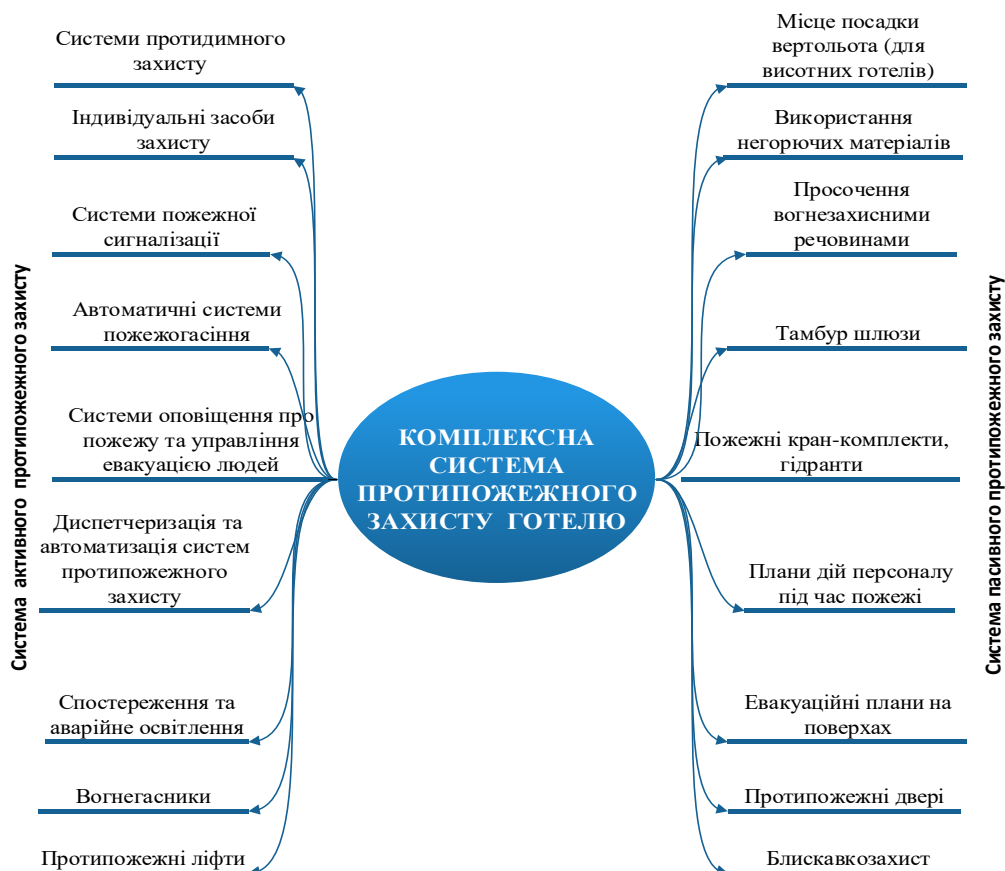 Система активного протипожежного захисту
Системи протидимного
захисту
Індивідуальні засоби
захисту
Системи пожежної
сигналізації
Автоматичні системи
пожежогасіння
Системи оповіщення про
пожежу та управління
евакуацією людей
Диспетчеризація та
автоматизація систем
протипожежного
захисту
Спостереження та
аварійне освітлення
Вогнегасники
Протипожежні ліфти
КОМПЛЕКСНА
СИСТЕМА
ПРОТИПОЖЕЖНОГО
ЗАХИСТУ ГОТЕЛЮ
Місце посадки
вертольота (для
висотних готелів)
Використання
негорючих матеріалів
Просочення
вогнезахисними
речовинами
Тамбур шлюзи
Пожежні кран-комплекти,
гідранти
Плани дій персоналу
під час пожежі
Евакуаційні плани на
поверхах
Протипожежні двері
Блискавкозахист
Система пасивного протипожежного захисту